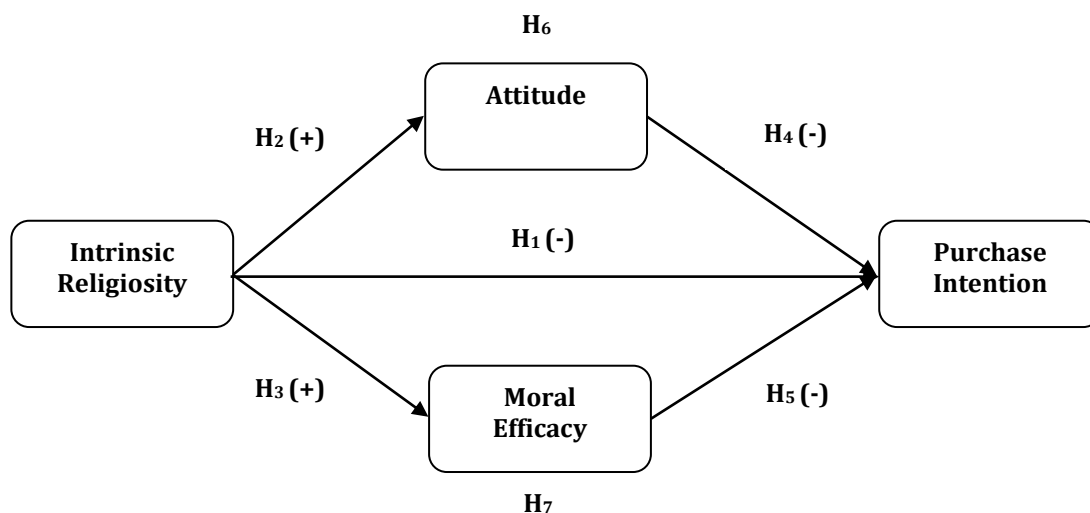 H₆
Attitude
H₂ (+)
H₄ (-)
Intrinsic
Religiosity
H₁ (-)
Purchase
Intention
H₃ (+)
Moral
Efficacy
H₅ (-)
H₇